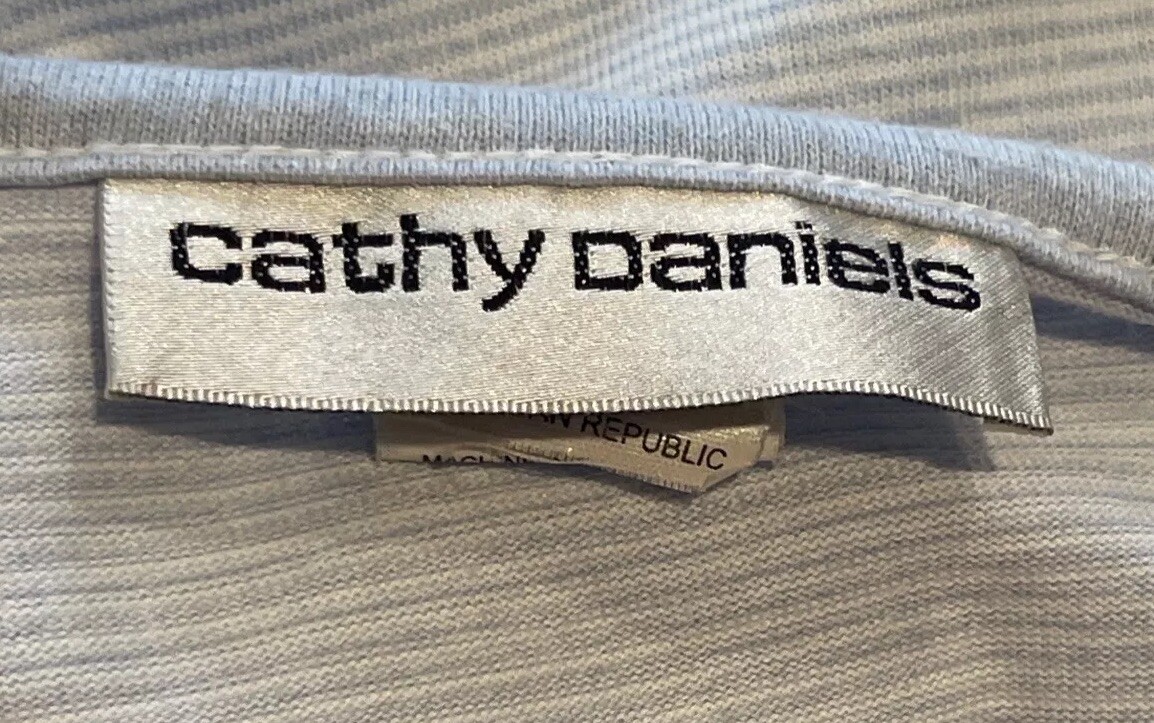 cathy Daniels
REPUBLIC